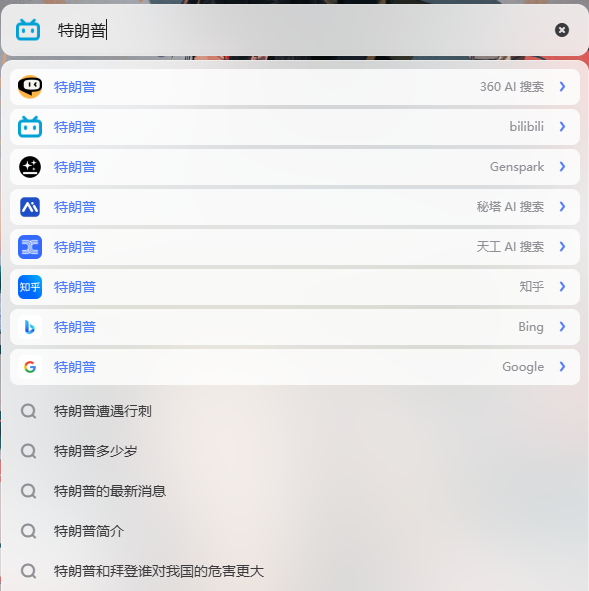 特朗普
特朗普 360 AI 搜索
特朗普 bilibili
特朗普 Genspark
特朗普 秘塔 AI 搜索
特朗普 天工 AI 搜索
知乎 特朗普 知乎
特朗普 Bing
特朗普 Google
特朗普遭遇行刺
特朗普多少岁
特朗普的最新消息
特朗普简介
特朗普和拜登谁对我国的危害更大